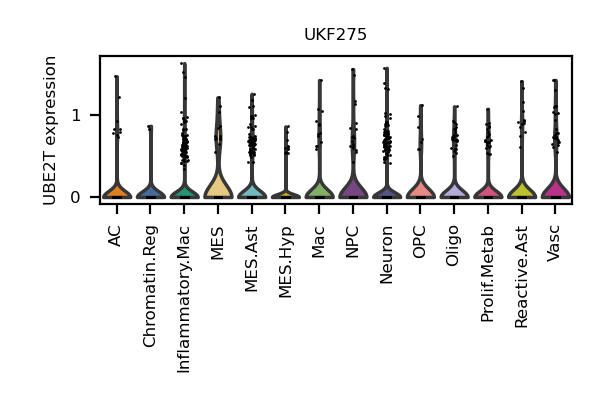 UKF275
UBE2T expression
1
0
AC
Chromatin.Reg
Inflammatory.Mac
MES
MES.Ast
MES.Hyp
Mac
NPC
Neuron
OPC
Oligo
Prolif.Metab
Reactive.Ast
Vasc